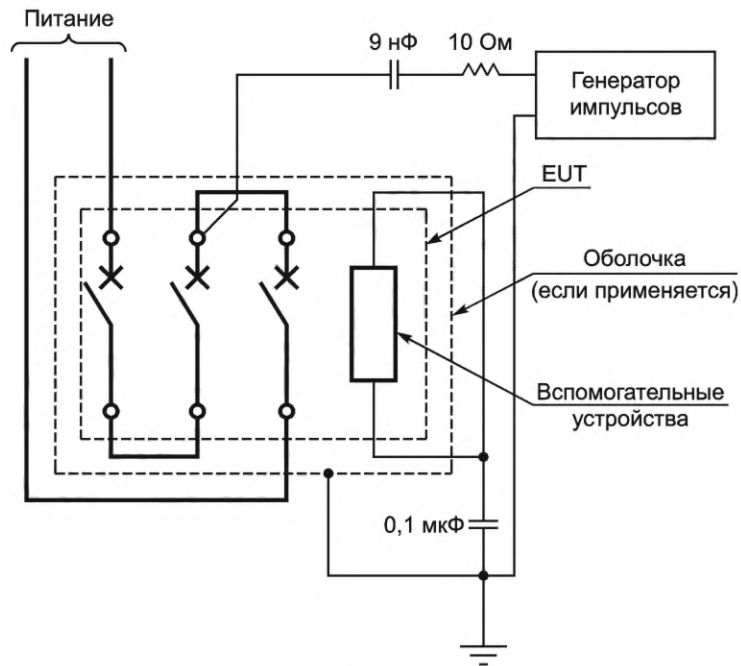 Питание
9 нФ
10 Ом
Генератор
импульсов
EUT
Оболочка
(если применяется)
Вспомогательные
устройства
0,1 мкФ